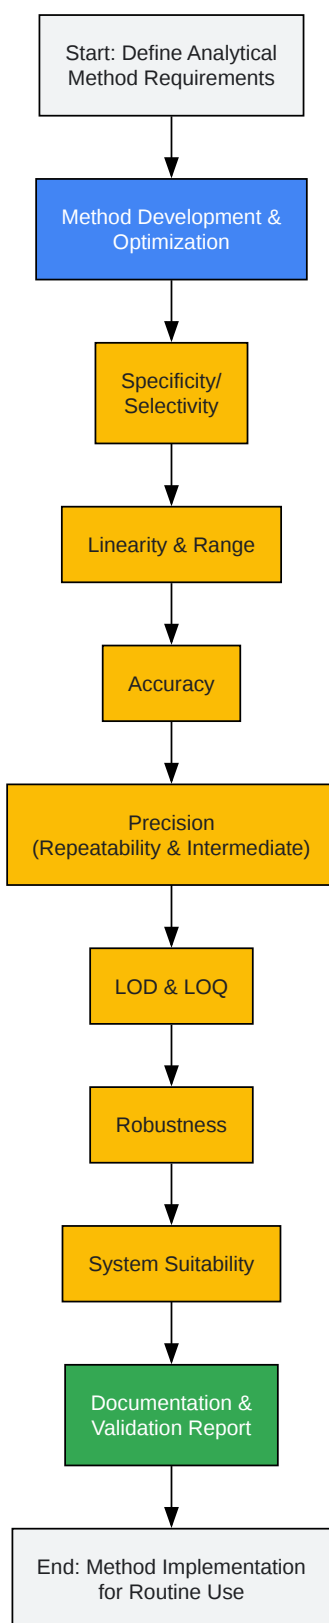 Start: Define Analytical
Method Requirements
Method Development &
Optimization
Specificity/
Selectivity
Linearity & Range
Accuracy
Precision
(Repeatability & Intermediate)
LOD & LOQ
Robustness
System Suitability
Documentation &
Validation Report
End: Method Implementation
for Routine Use